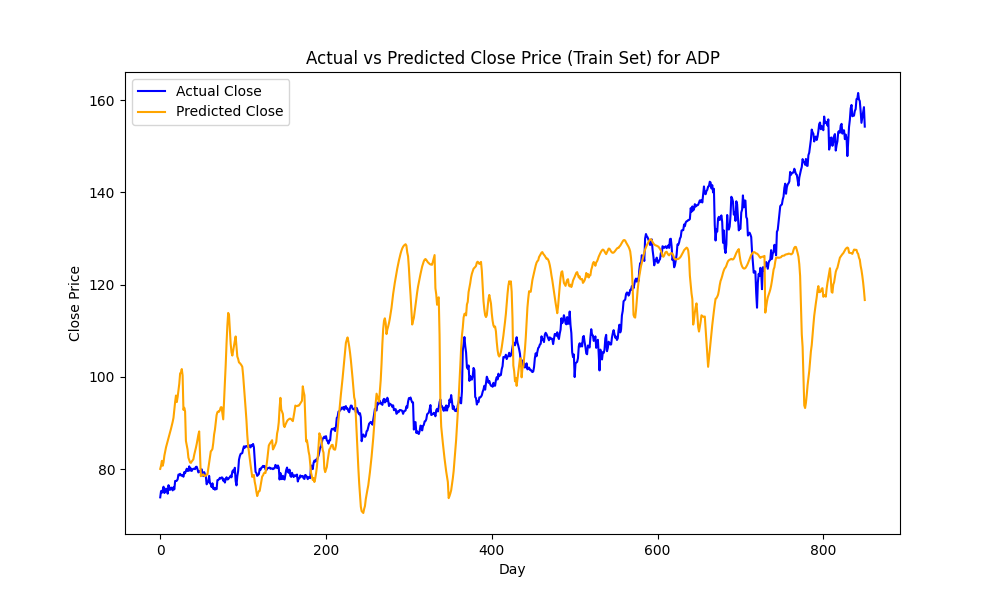 Actual vs Predicted Close Price (Train Set) for ADP
Actual Close
Predicted Close
160
140
120
100
80
Close Price
0 200 400 600 800
Day